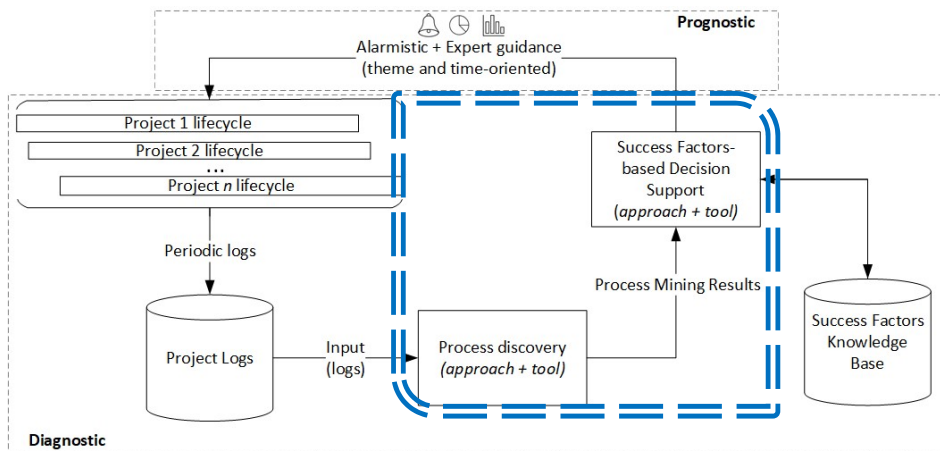 Prognostic
Alarmistic + Expert guidance
(theme and time-oriented)
Project 1 lifecycle
Project 2 lifecycle
...
Project n lifecycle
Success Factors-
based Decision
Support
(approach + tool)
Periodic logs
Process Mining Results
Project Logs
Input
(logs)
Process discovery
(approach + tool)
Success Factors
Knowledge
Base
Diagnostic